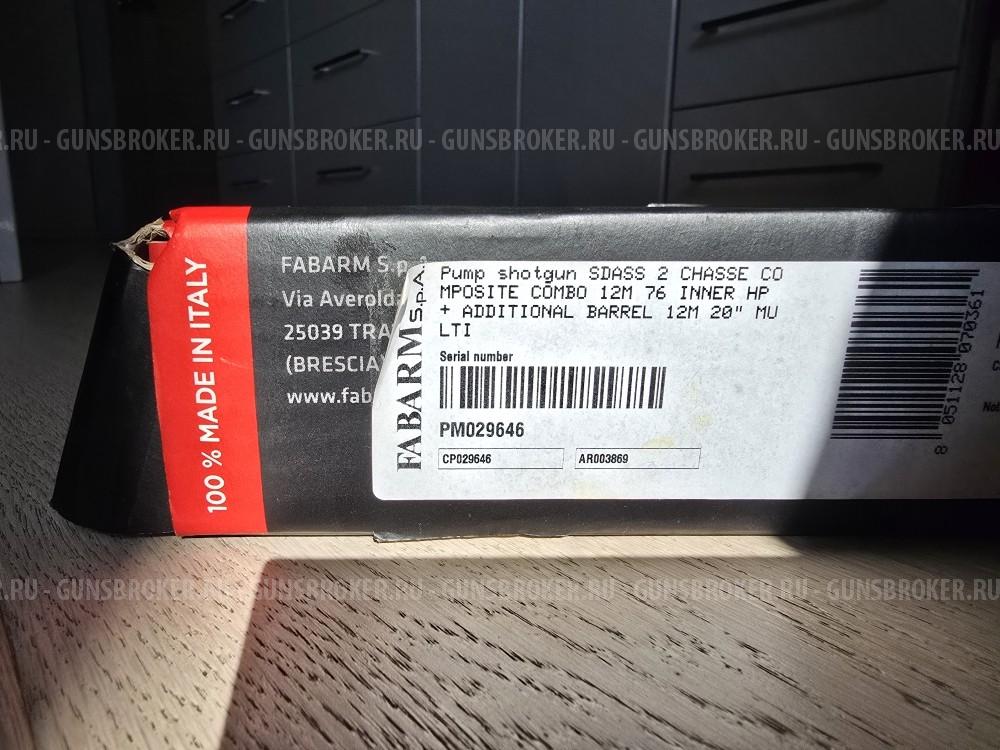 .RU - GUNSBROKER.RU - GUNSBROKER.RU - GUNSBROKER.RU - GUNSBROKER.RU - GUNSBROKER.RU
100 % MADE IN ITALY
FABARM S.p.A.
Via Averolda
25039
(BRESCIA)
www.fab
FABARM S.p.A.
Pump shotgun SDASS 2 CHASSE CO
MPOSITE COMBO 12M 76 INNER HP
+ ADDITIONAL BARREL 12M 20" MU
LTI
Serial number
PM029646
CP029646
AR003869
8 051128 070361
.RU - GUNSBROKER.RU - GUNSBROKER.RU - GUNSBROKER.RU - GUNSBROKER.RU - GUNSBROKER.RU